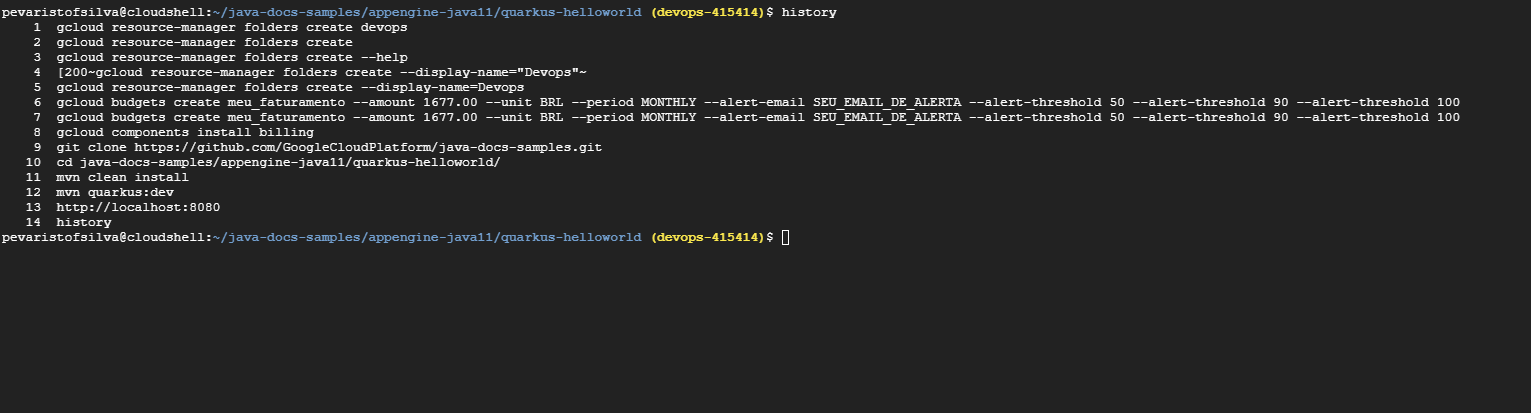 pevaristofsilva@cloudshell:~/java-docs-samples/appengine-java11/quarkus-helloworld (devops-415414)$ history
1 gcloud resource-manager folders create devops
2 gcloud resource-manager folders create
3 gcloud resource-manager folders create --help
4 [200~gcloud resource-manager folders create --display-name="Devops"~
5 gcloud resource-manager folders create --display-name=Devops
6 gcloud budgets create meu_faturamento --amount 1677.00 --unit BRL --period MONTHLY --alert-email SEU_EMAIL_DE_ALERTA --alert-threshold 50 --alert-threshold 90 --alert-threshold 100
7 gcloud budgets create meu_faturamento --amount 1677.00 --unit BRL --period MONTHLY --alert-email SEU_EMAIL_DE_ALERTA --alert-threshold 50 --alert-threshold 90 --alert-threshold 100
8 gcloud components install billing
9 git clone https://github.com/GoogleCloudPlatform/java-docs-samples.git
10 cd java-docs-samples/appengine-java11/quarkus-helloworld/
11 mvn clean install
12 mvn quarkus:dev
13 http://localhost:8080
14 history
pevaristofsilva@cloudshell:~/java-docs-samples/appengine-java11/quarkus-helloworld (devops-415414)$